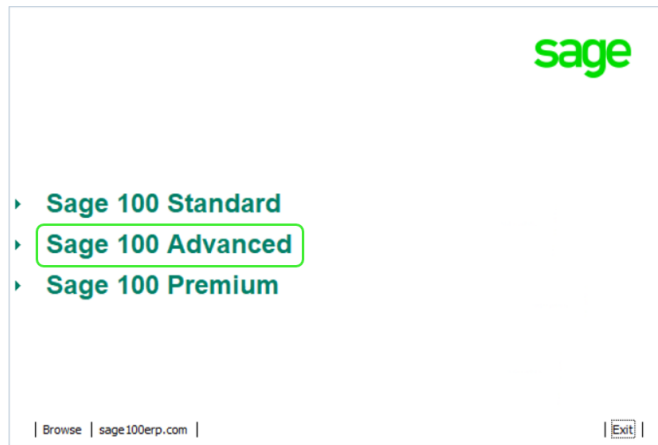 sage
Sage 100 Standard
Sage 100 Advanced
Sage 100 Premium
| Browse | sage100erp.com | | Exit |